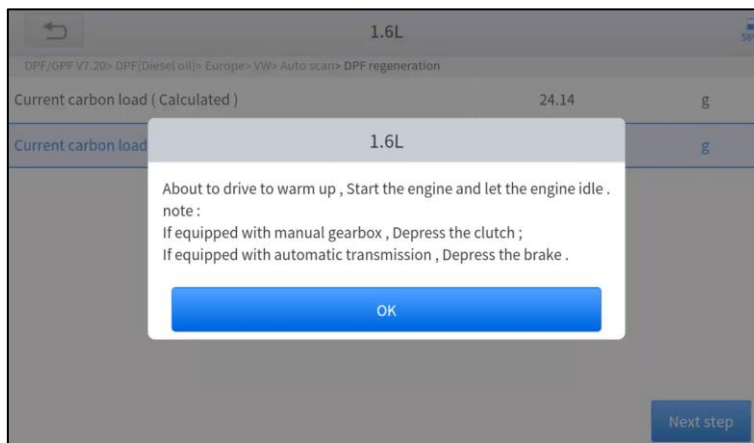 1.6L
DPF/GPF V7.20> DPF(Diesel oil)> Europe> VW> Auto scan> DPF regeneration
Current carbon load ( Calculated ) 24.14 g
Current carbon load g
1.6L
About to drive to warm up , Start the engine and let the engine idle .
note :
If equipped with manual gearbox , Depress the clutch ;
If equipped with automatic transmission , Depress the brake .
OK
Next step